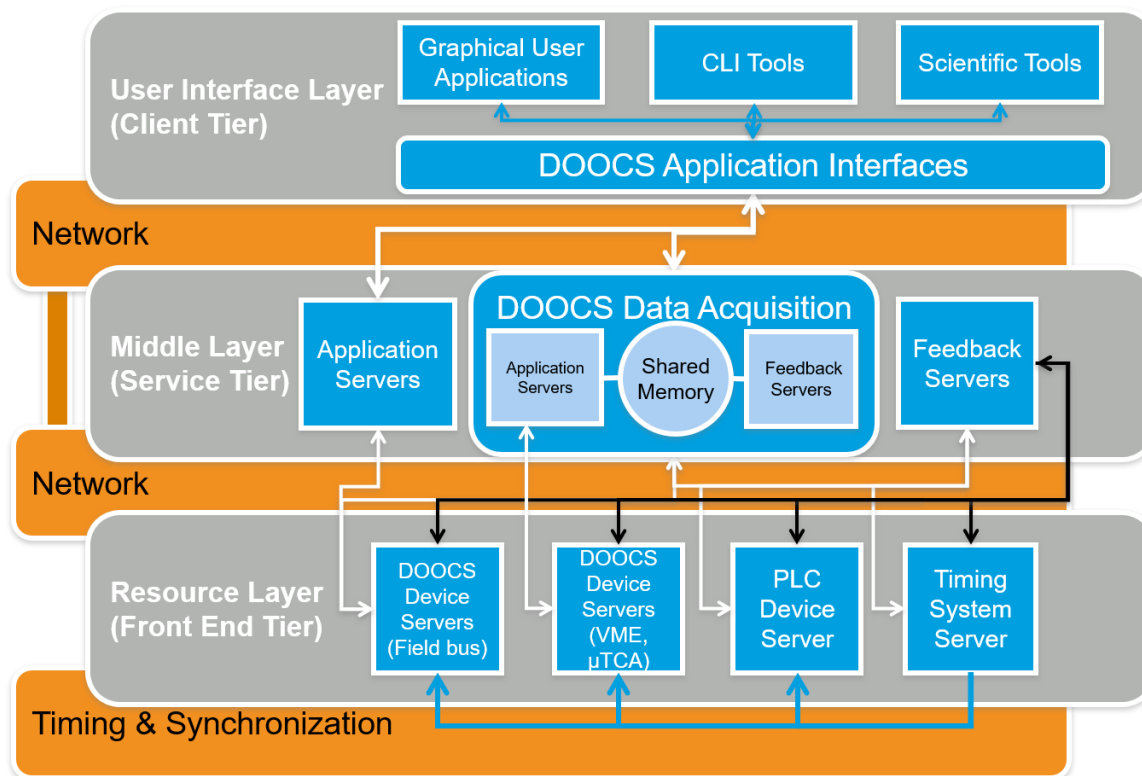 Graphical User
Applications
CLI Tools
Scientific Tools
User Interface Layer
(Client Tier)
DOOCS Application Interfaces
Network
DOOCS Data Acquisition
Middle Layer
(Service Tier)
Application
Servers
Application
Servers
Shared
Memory
Feedback
Servers
Feedback
Servers
Network
Resource Layer
(Front End Tier)
DOOCS
Device
Servers
(Field bus)
DOOCS
Device
Servers
(VME,
µTCA)
PLC
Device
Server
Timing
System
Server
Timing & Synchronization